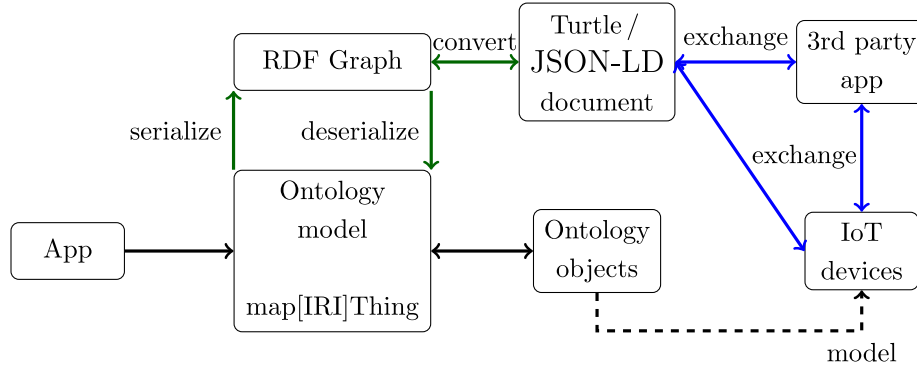 Turtle /
JSON-LD
document
RDF Graph
convert
exchange
3rd party
app
serialize
deserialize
exchange
Ontology
model
map[IRI]Thing
App
Ontology
objects
IoT
devices
model